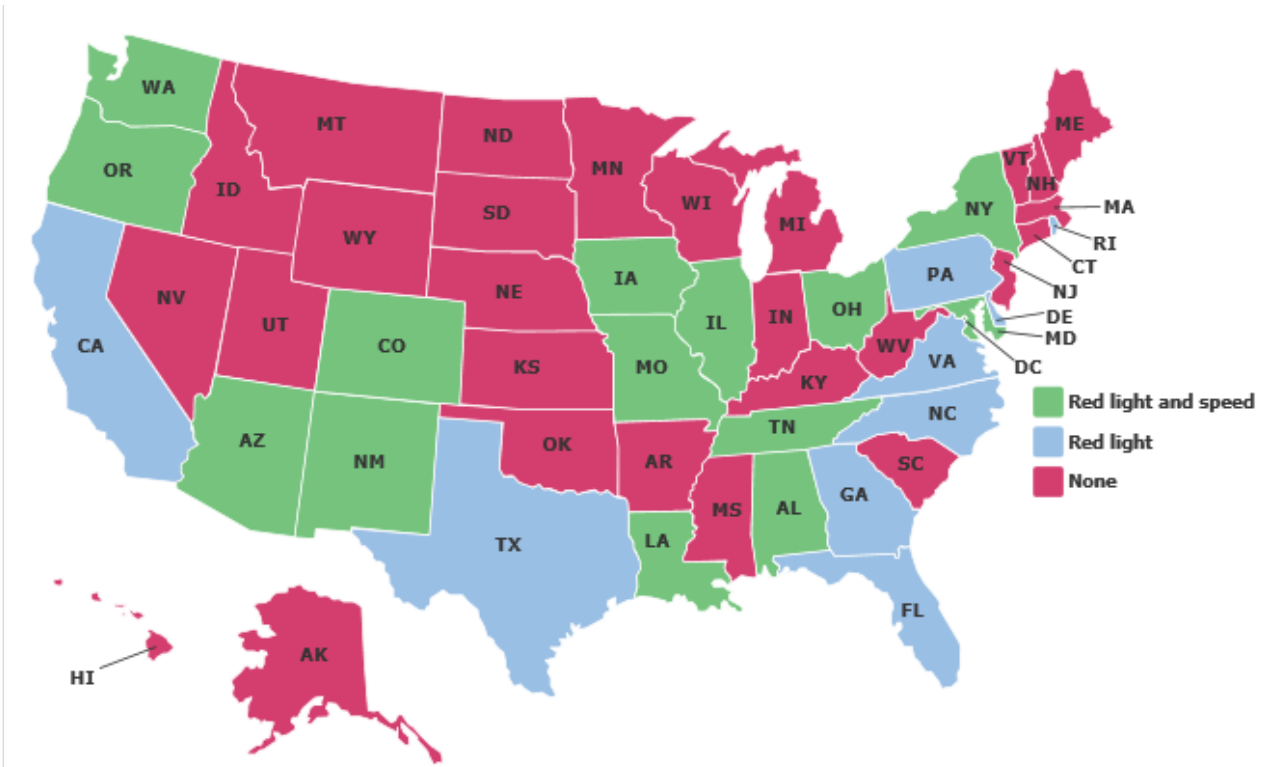 WA
MT
ND
MN
ME
VT
NH
OR
ID
SD
WI
MI
NY
MA
WY
RI
CT
NV
UT
NE
IA
IL
IN
OH
PA
NJ
DE
MD
DC
CA
CO
KS
MO
KY
WV
VA
Red light and speed
AZ
NM
OK
AR
TN
NC
Red light
SC
None
TX
LA
MS
AL
GA
FL
HI
AK